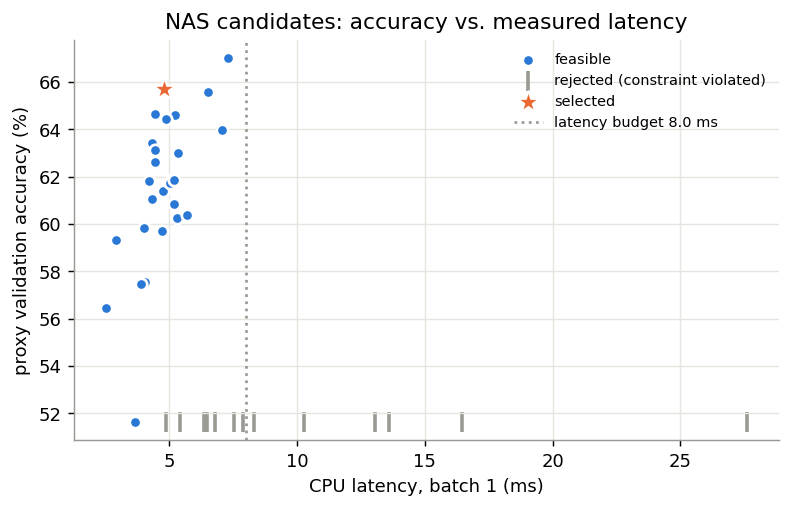 NAS candidates: accuracy vs. measured latency
feasible
rejected (constraint violated)
selected
latency budget 8.0 ms
proxy validation accuracy (%)
66
64
62
60
58
56
54
52
5
10
15
20
25
CPU latency, batch 1 (ms)